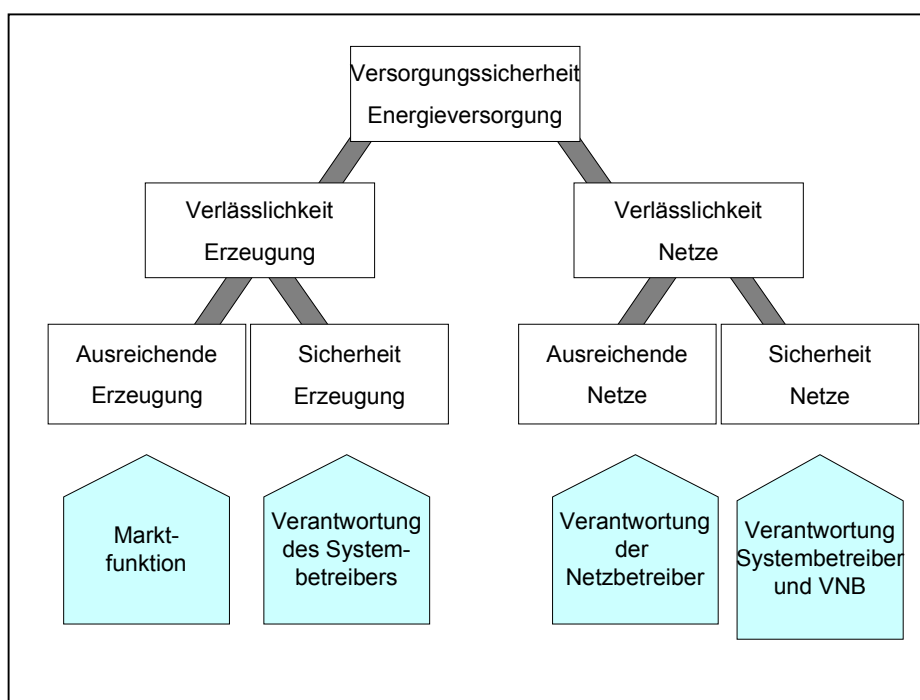 Versorgungssicherheit
Energieversorgung
Verlässlichkeit
Erzeugung
Verlässlichkeit
Netze
Ausreichende
Erzeugung
Sicherheit
Erzeugung
Ausreichende
Netze
Sicherheit
Netze
Markt-
funktion
Verantwortung
des System-
betreibers
Verantwortung
der
Netzbetreiber
Verantwortung
Systembetreiber
und VNB